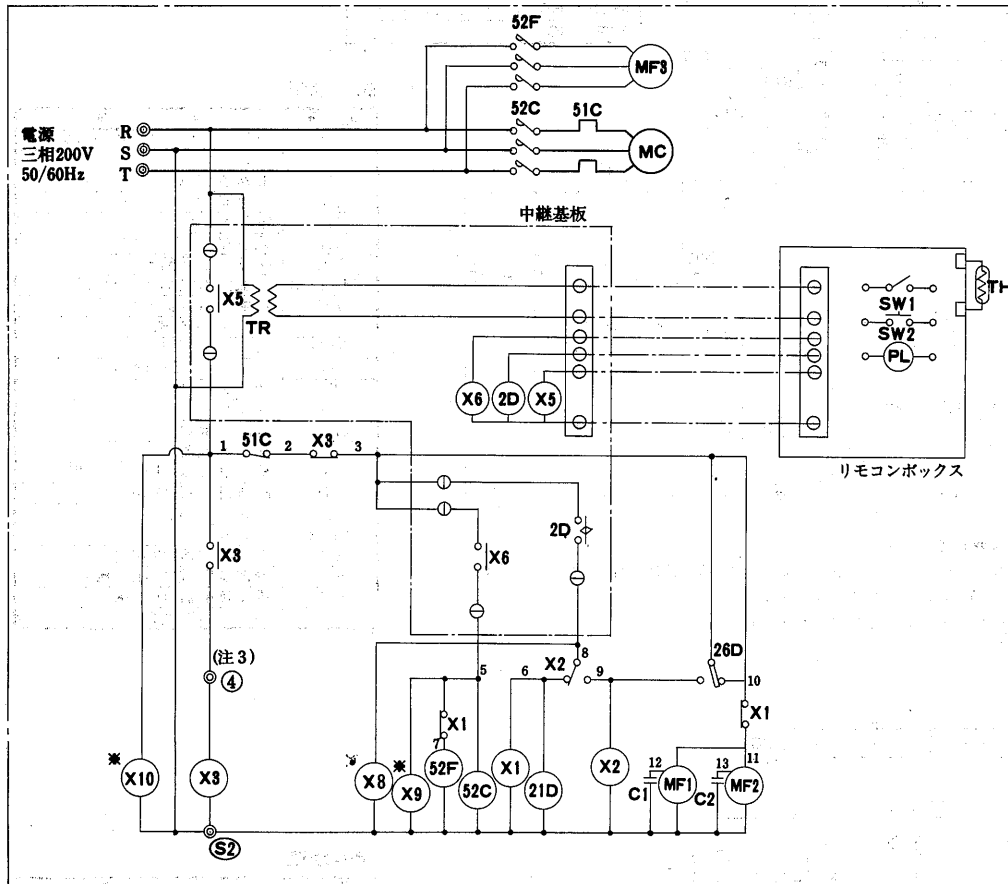 52F
MF3
52C
51C
電源
三相200V
50/60Hz
R
S
T
MC
中継基板
X5
TR
X6
2D
X5
SW1
SW2
PL
TH
リモコンボックス
1
51C
2
X3
3
X3
X6
2D
(注3)
④
5
6
X2
8
9
26D
10
X1
X1
7
※
X10
X3
X8
※
X9
52F
52C
X1
21D
X2
12
C1
MF1
13
C2
11
MF2
S2